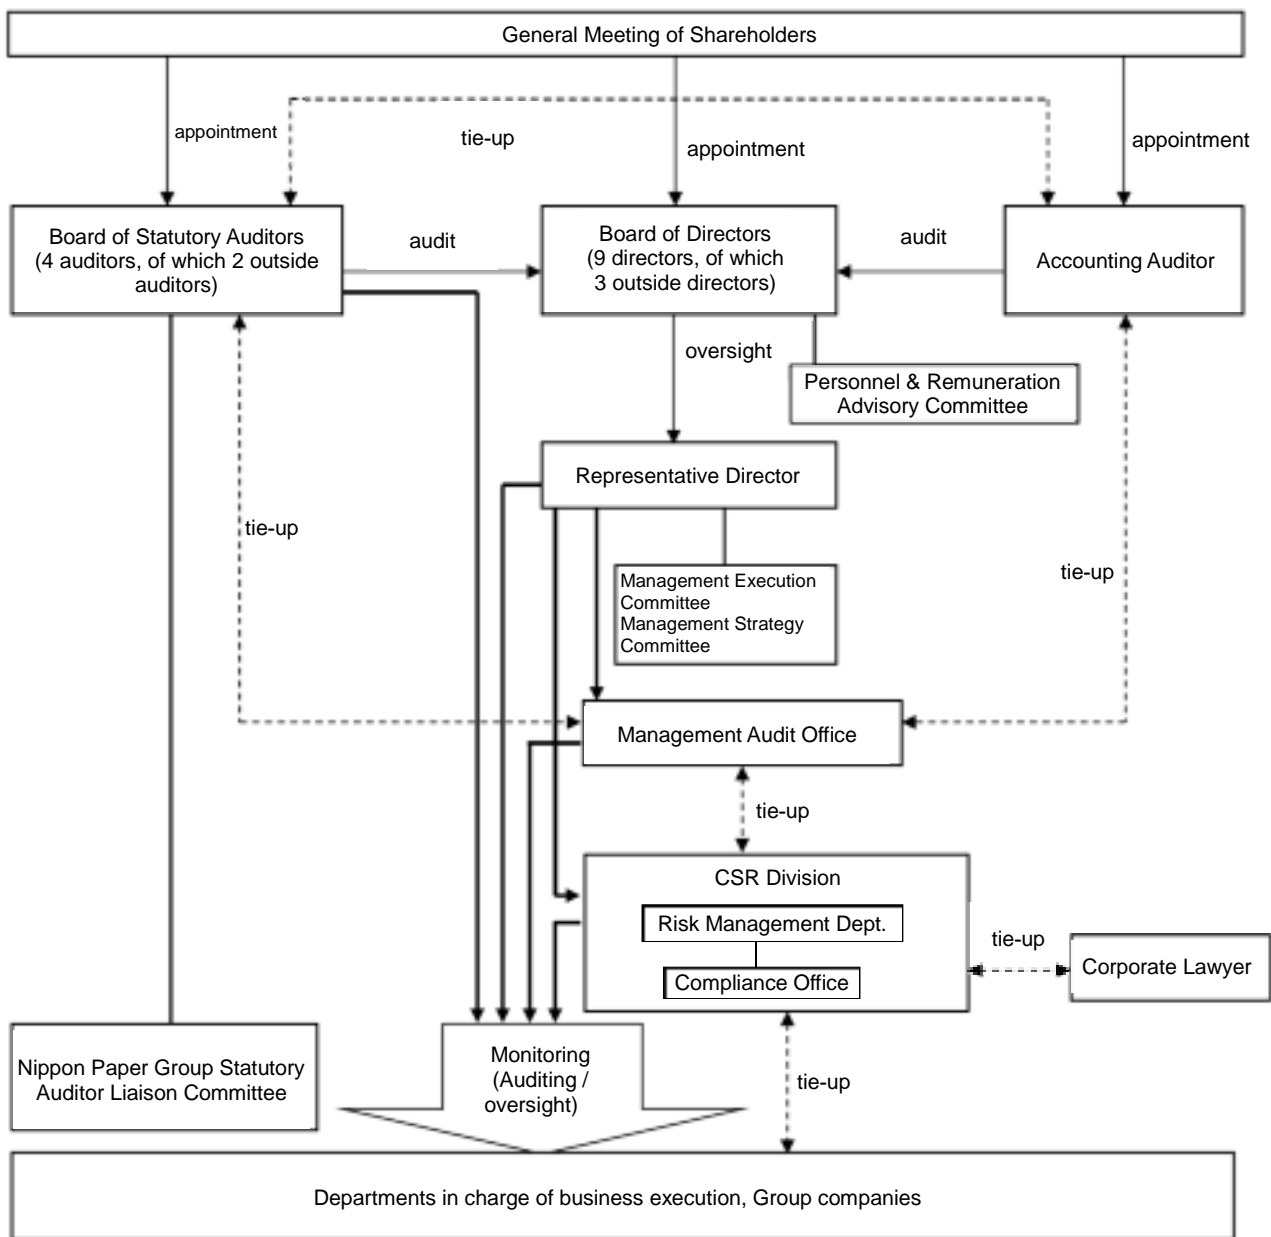 General Meeting of Shareholders
appointment
tie-up
appointment
appointment
Board of Statutory Auditors
(4 auditors, of which 2 outside
auditors)
audit
Board of Directors
(9 directors, of which
3 outside directors)
audit
Accounting Auditor
oversight
Personnel & Remuneration
Advisory Committee
Representative Director
tie-up
Management Execution
Committee
Management Strategy
Committee
tie-up
Management Audit Office
tie-up
CSR Division
Risk Management Dept.
Compliance Office
tie-up
Corporate Lawyer
Nippon Paper Group Statutory
Auditor Liaison Committee
Monitoring
(Auditing /
oversight)
tie-up
Departments in charge of business execution, Group companies